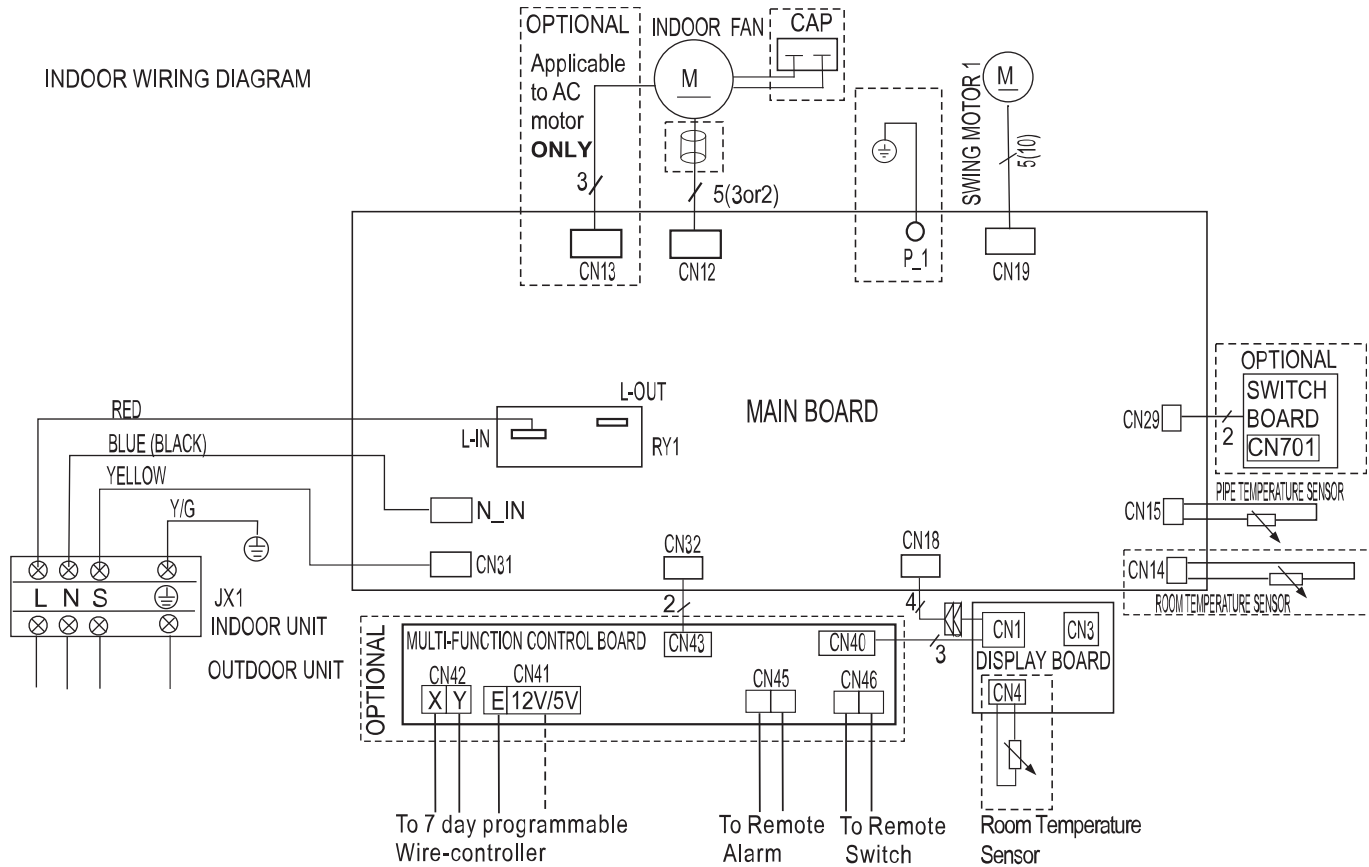 INDOOR WIRING DIAGRAM
OPTIONAL
Applicable
to AC
motor
ONLY
3
CN13
INDOOR FAN
M
CAP
5(3or2)
CN12
P_1
SWING MOTOR 1
M
5(10)
CN19
MAIN BOARD
RED
BLUE (BLACK)
YELLOW
Y/G
L-OUT
L-IN
RY1
N_IN
CN31
L N S
JX1
INDOOR UNIT
OUTDOOR UNIT
CN29
2
OPTIONAL
SWITCH
BOARD
CN701
PIPE TEMPERATURE SENSOR
CN15
CN14
ROOM TEMPERATURE SENSOR
CN32
2
CN18
4
OPTIONAL
MULTI-FUNCTION CONTROL BOARD
CN43
CN40
3
CN42
X Y
CN41
E 12V/5V
CN45
CN46
CN1
CN3
DISPLAY BOARD
CN4
To 7 day programmable
Wire-controller
To Remote
Alarm
To Remote
Switch
Room Temperature
Sensor